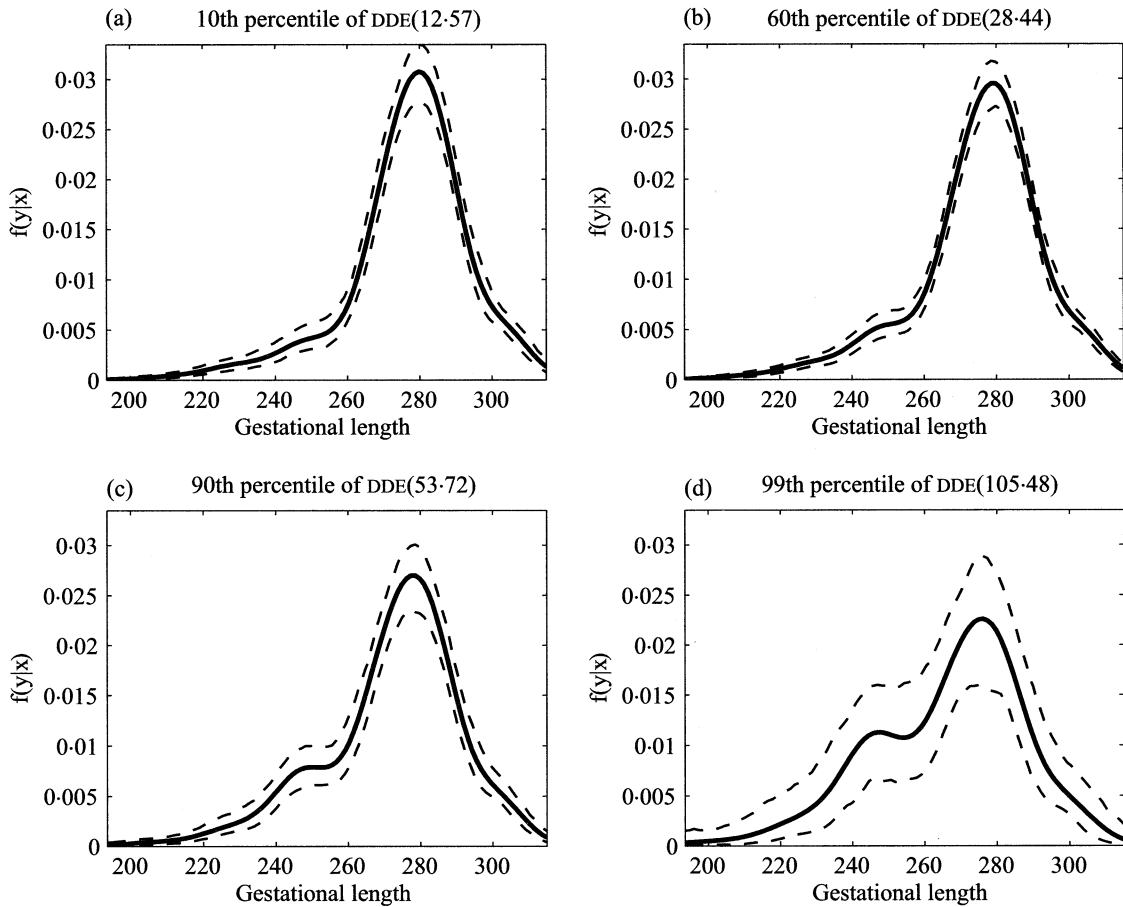 (a) 10th percentile of DDE(12·57)
0·03
0·025
0·02
0·015
0·01
0·005
0
f(y|x)
200 220 240 260 280 300
Gestational length
(b) 60th percentile of DDE(28·44)
0·03
0·025
0·02
0·015
0·01
0·005
0
f(y|x)
200 220 240 260 280 300
Gestational length
(c) 90th percentile of DDE(53·72)
0·03
0·025
0·02
0·015
0·01
0·005
0
f(y|x)
200 220 240 260 280 300
Gestational length
(d) 99th percentile of DDE(105·48)
0·03
0·025
0·02
0·015
0·01
0·005
0
f(y|x)
200 220 240 260 280 300
Gestational length